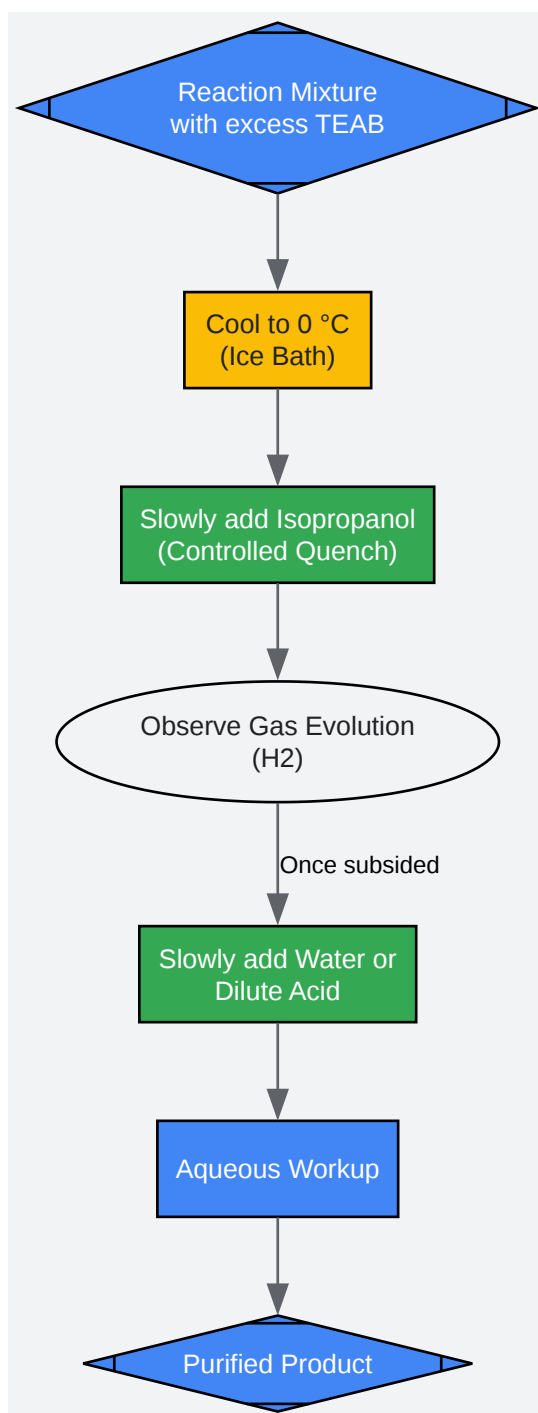 Reaction Mixture
with excess TEAB
Cool to 0 °C
(Ice Bath)
Slowly add Isopropanol
(Controlled Quench)
Observe Gas Evolution
(H2)
Once subsided
Slowly add Water or
Dilute Acid
Aqueous Workup
Purified Product